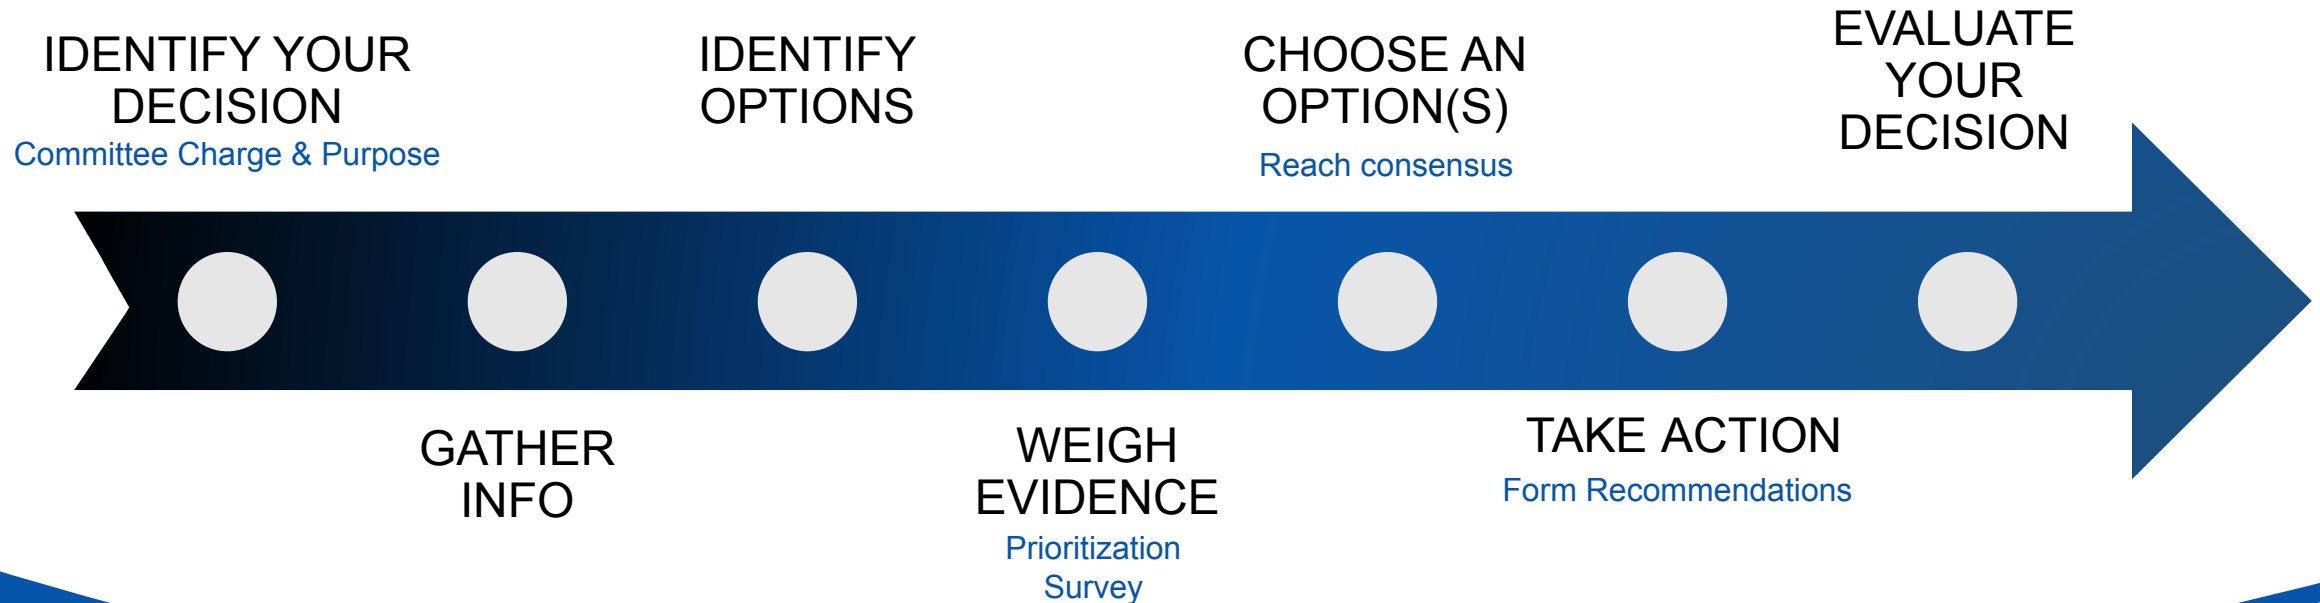 IDENTIFY YOUR
DECISION
Committee Charge & Purpose
GATHER
INFO
IDENTIFY
OPTIONS
WEIGH
EVIDENCE
Prioritization
Survey
CHOOSE AN
OPTION(S)
Reach consensus
TAKE ACTION
Form Recommendations
EVALUATE
YOUR
DECISION